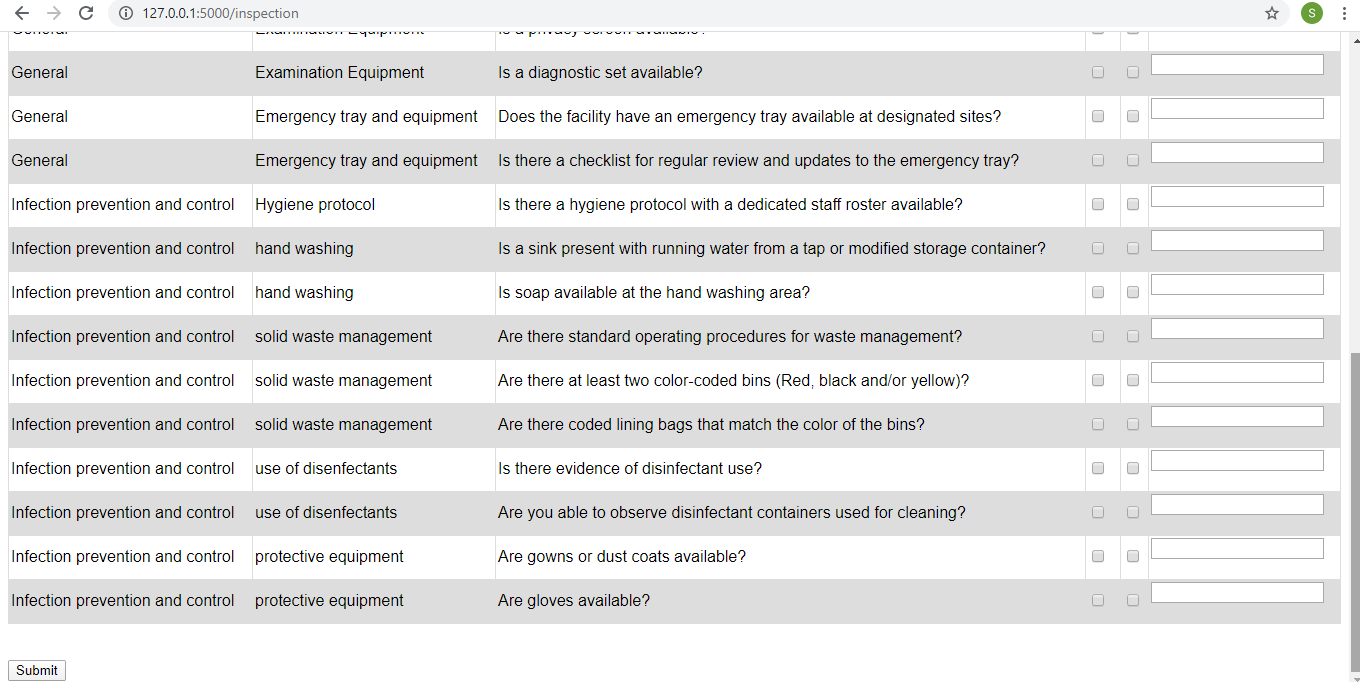 127.0.0.1:5000/inspection
S
General Examination Equipment Is a privacy screen available?
General Examination Equipment Is a diagnostic set available?
General Emergency tray and equipment Does the facility have an emergency tray available at designated sites?
General Emergency tray and equipment Is there a checklist for regular review and updates to the emergency tray?
Infection prevention and control Hygiene protocol Is there a hygiene protocol with a dedicated staff roster available?
Infection prevention and control hand washing Is a sink present with running water from a tap or modified storage container?
Infection prevention and control hand washing Is soap available at the hand washing area?
Infection prevention and control solid waste management Are there standard operating procedures for waste management?
Infection prevention and control solid waste management Are there at least two color-coded bins (Red, black and/or yellow)?
Infection prevention and control solid waste management Are there coded lining bags that match the color of the bins?
Infection prevention and control use of disenfectants Is there evidence of disinfectant use?
Infection prevention and control use of disenfectants Are you able to observe disinfectant containers used for cleaning?
Infection prevention and control protective equipment Are gowns or dust coats available?
Infection prevention and control protective equipment Are gloves available?
Submit